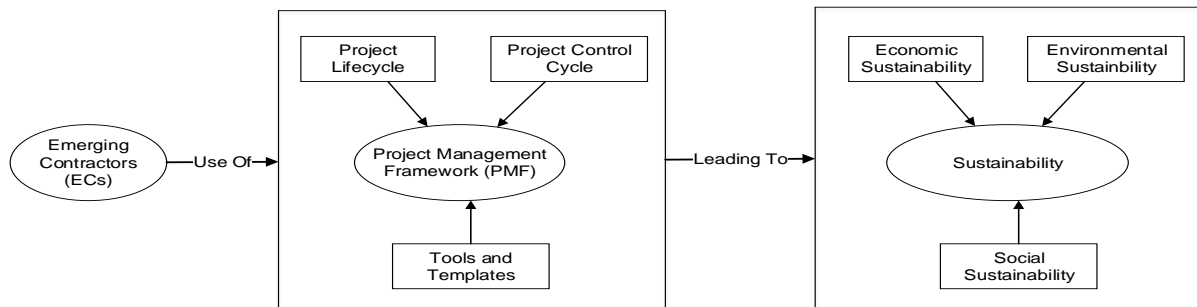 Emerging
Contractors
(ECs)
Use Of
Project
Lifecycle
Project Control
Cycle
Project Management
Framework (PMF)
Tools and
Templates
Leading To
Economic
Sustainability
Environmental
Sustainbility
Sustainability
Social
Sustainability